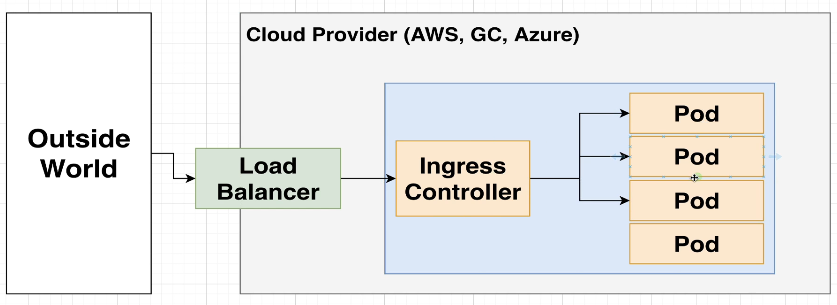 Cloud Provider (AWS, GC, Azure)
Outside
World
Load
Balancer
Ingress
Controller
Pod
Pod
Pod
Pod